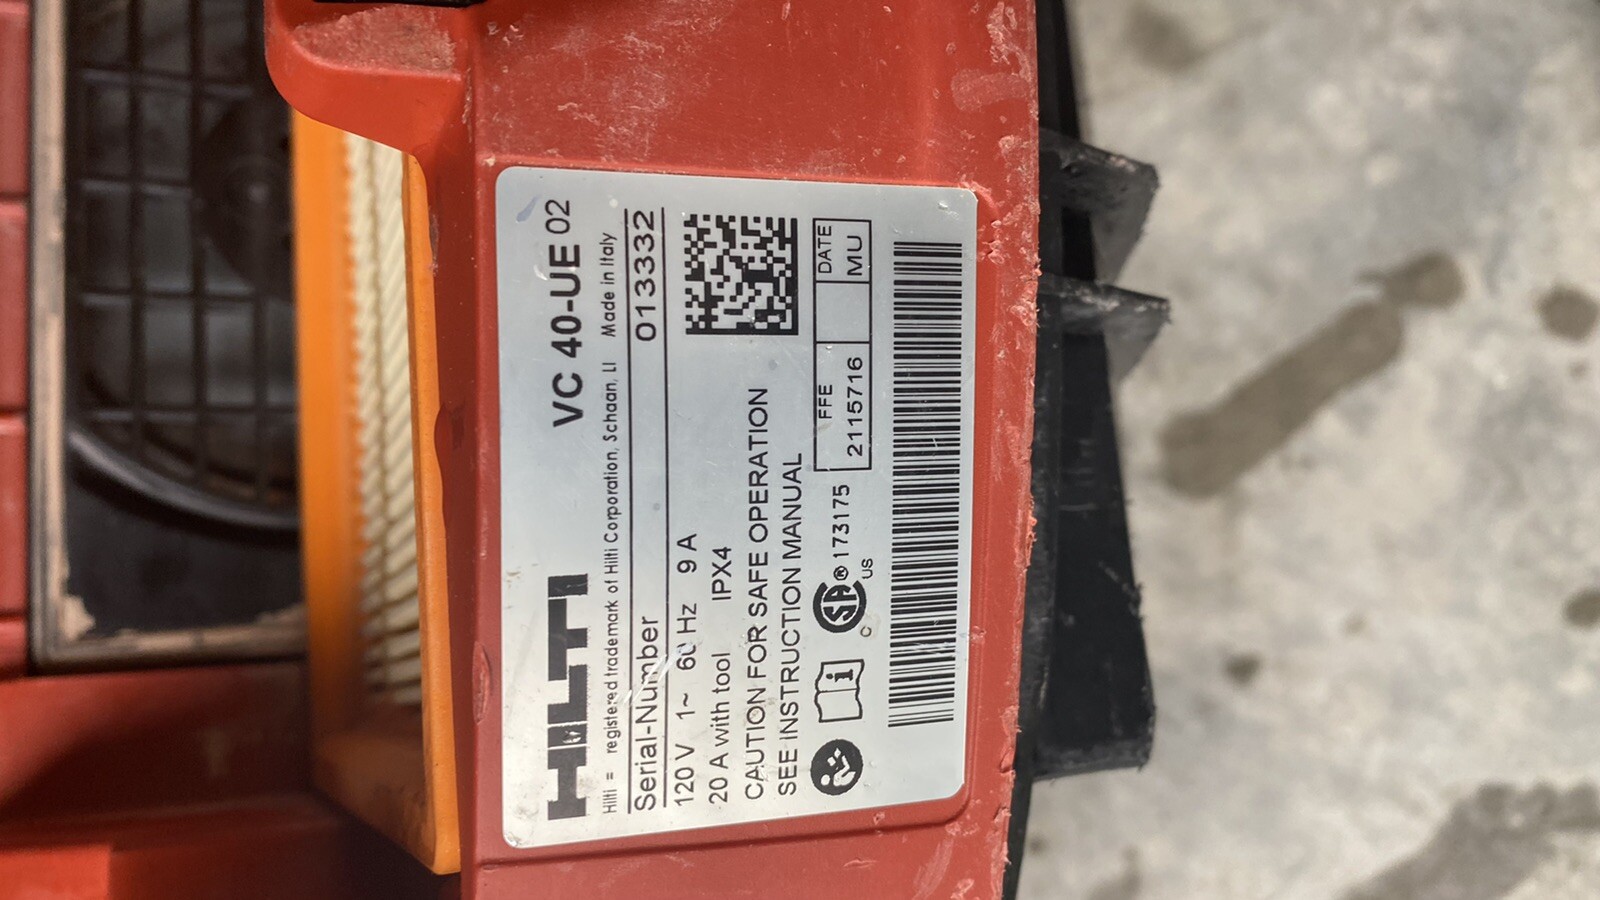 HILTI VC 40-UE 02
Hilti = registered trademark of Hilti Corporation, Schaan, LI Made in Italy
Serial-Number 013332
120 V 1~ 60 Hz 9 A
20 A with tool IPX4
CAUTION FOR SAFE OPERATION
SEE INSTRUCTION MANUAL
C SA ® US 173175
FFE DATE
2115716 MU